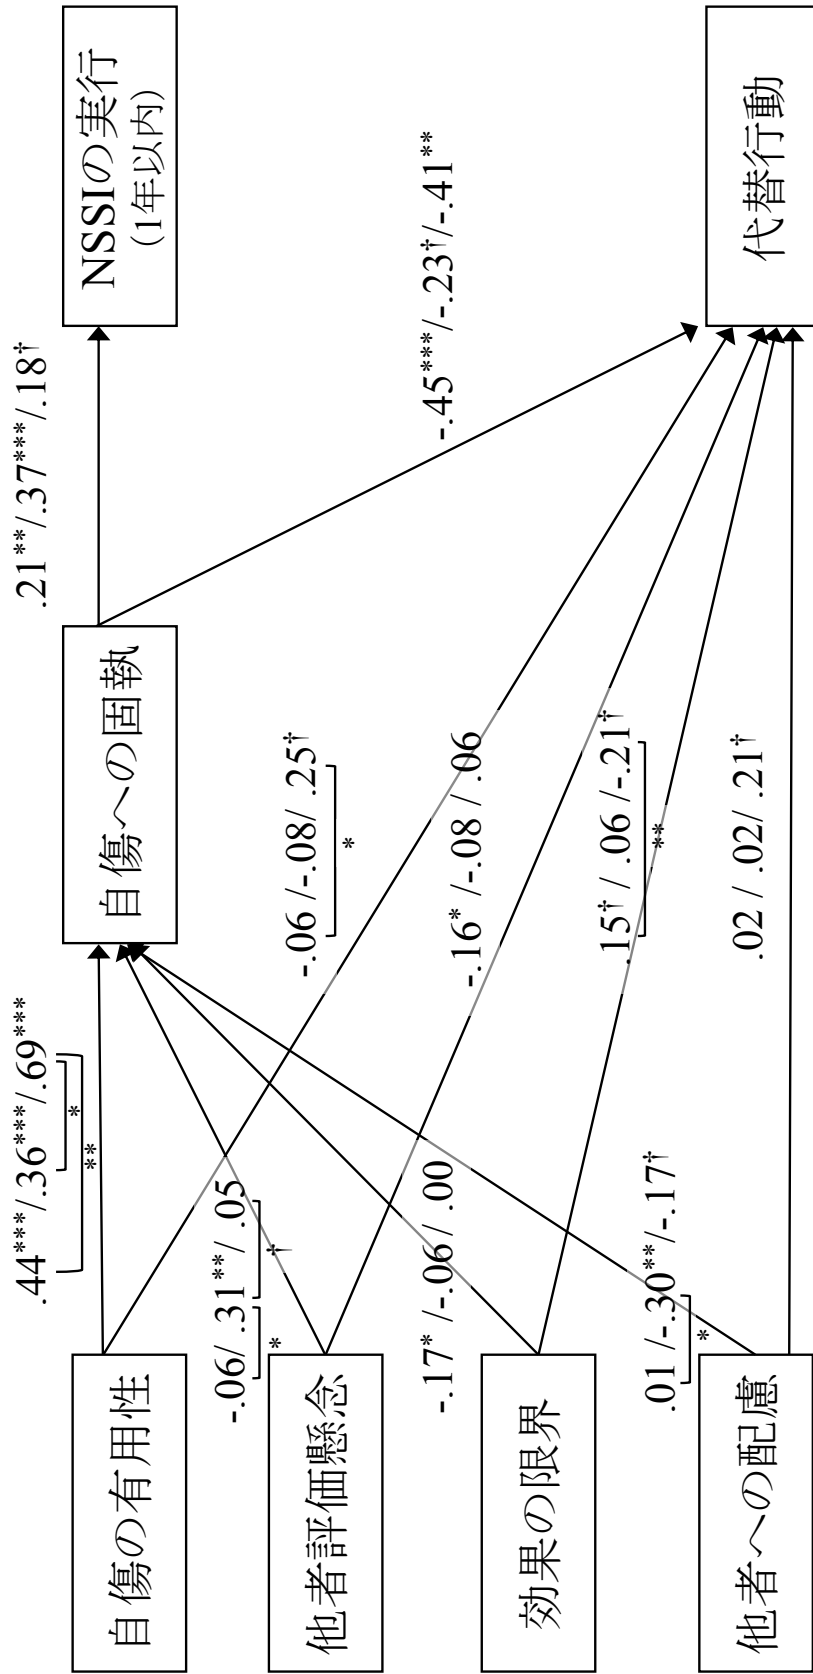 自傷の有用性
他者評価懸念
効果の限界
他者への配慮
.44***/.36***/.69***
*
**
-.06/ .31**/ .05
*
†
-.17* /-.06 / .00
.01 /-.30**/-.17†
*
自傷への固執
-.06 /-.08/ .25†
*
-.16* /-.08 / .06
.15† / .06 /-.21†
**
.02 / .02/ .21†
.21**/.37***/.18†
-.45***/-.23†/-.41**
NSSIの実行
(1年以内)
代替行動